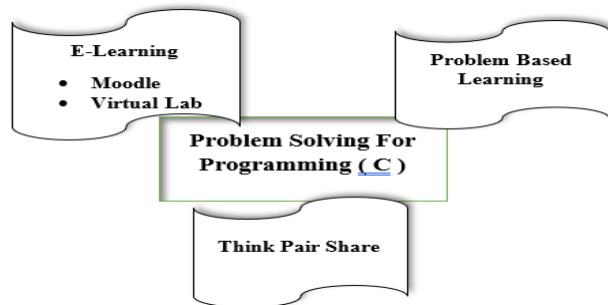 E-Learning
• Moodle
• Virtual Lab
Problem Based
Learning
Problem Solving For
Programming ( C )
Think Pair Share